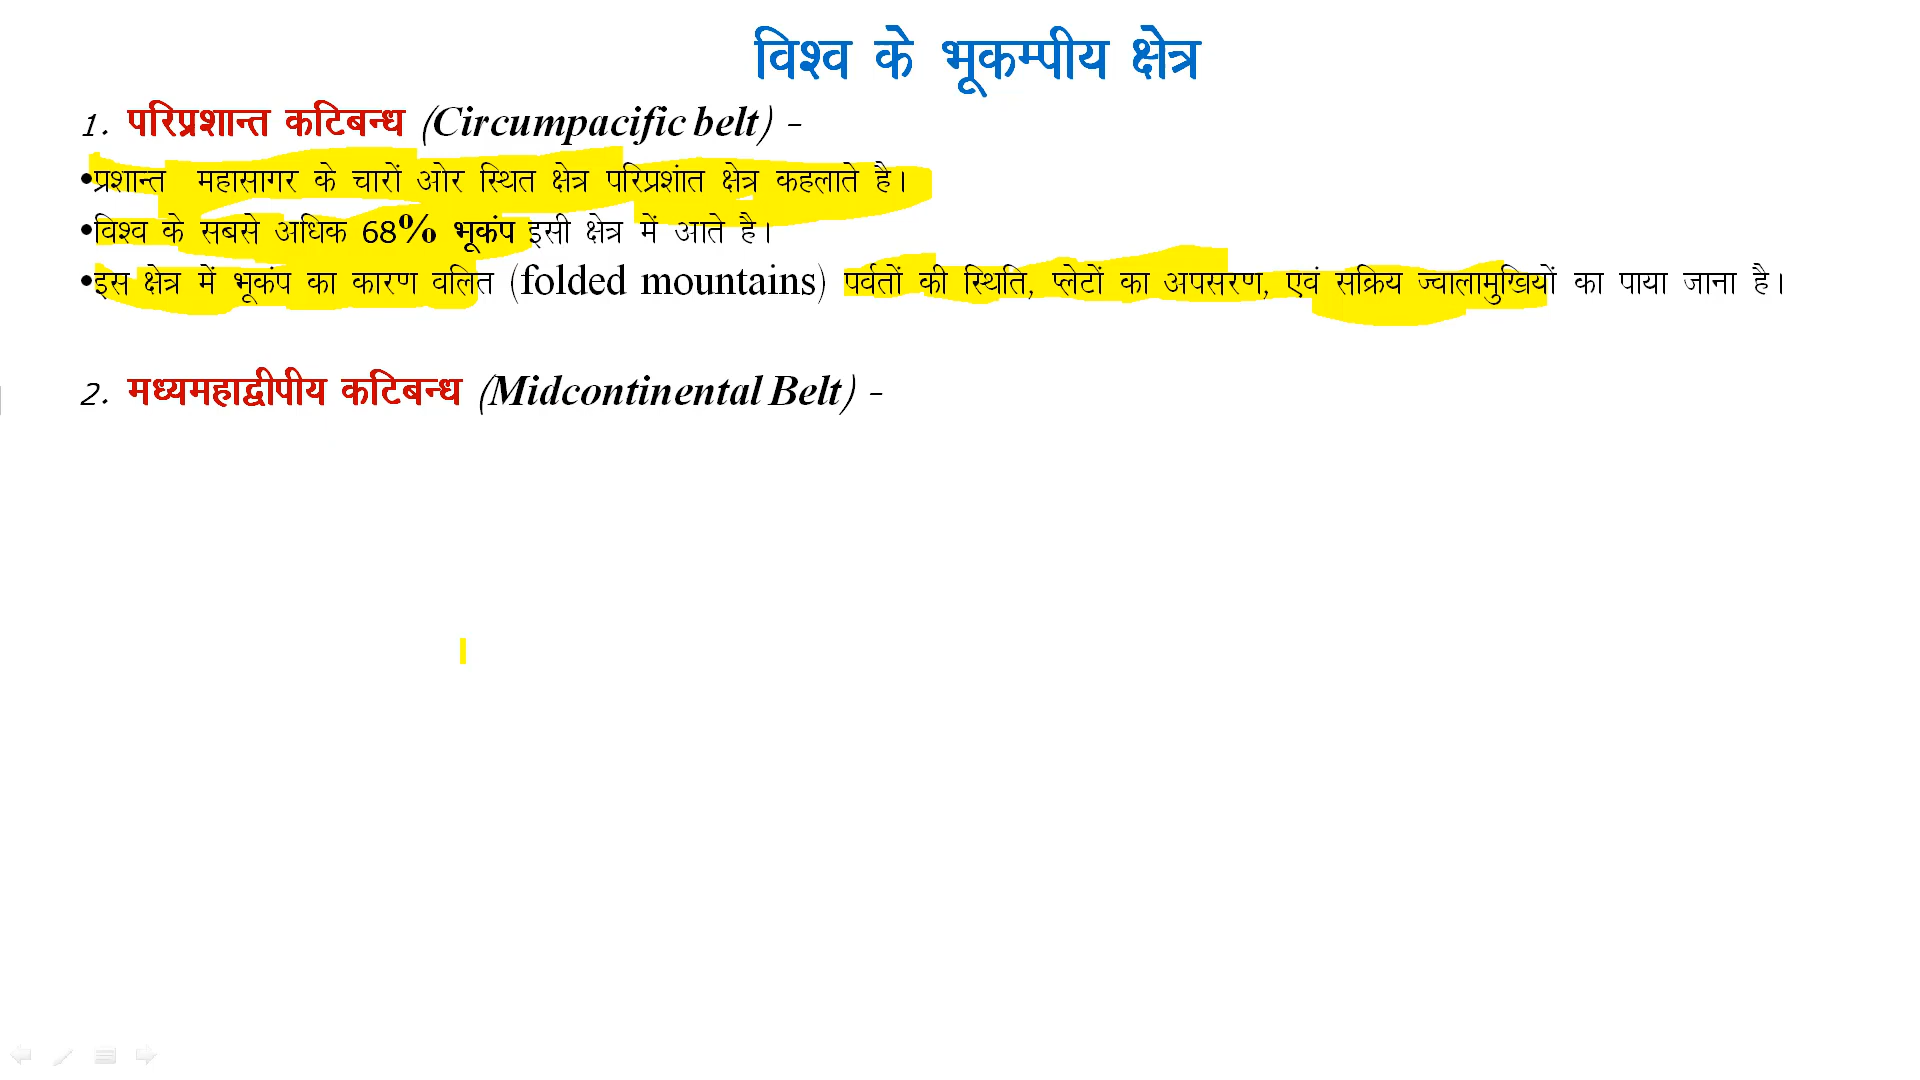 विश्व के भूकम्पीय क्षेत्र
1. परिप्रशान्त कटिबन्ध (Circumpacific belt) -
•प्रशान्त महासागर के चारों ओर स्थित क्षेत्र परिप्रशांत क्षेत्र कहलाते है।
•विश्व के सबसे अधिक 68% भूकंप इसी क्षेत्र में आते है।
•इस क्षेत्र में भूकंप का कारण वलित (folded mountains) पर्वतों की स्थिति, प्लेटों का अपसरण, एवं सक्रिय ज्वालामुखियों का पाया जाना है।
2. मध्यमहाद्वीपीय कटिबन्ध (Midcontinental Belt) -